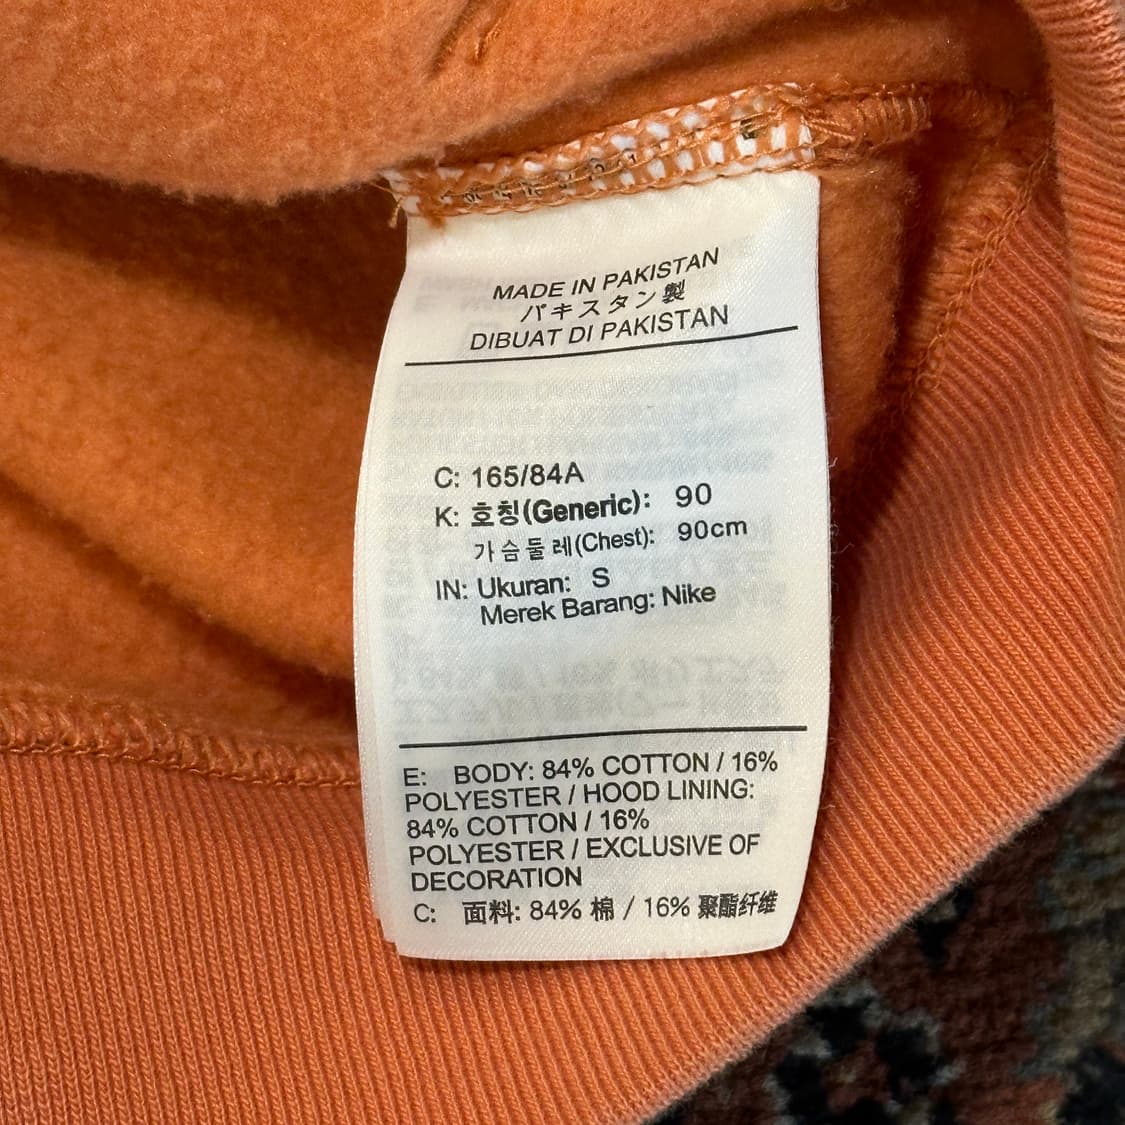 MADE IN PAKISTAN
パキスタン製
DIBUAT DI PAKISTAN
C: 165/84A
K: 호칭(Generic): 90
가슴둘레(Chest): 90cm
IN: Ukuran: S
Merek Barang: Nike
E: BODY: 84% COTTON / 16%
POLYESTER / HOOD LINING:
84% COTTON / 16%
POLYESTER / EXCLUSIVE OF
DECORATION
C: 面料: 84% 棉 / 16% 聚酯纤维